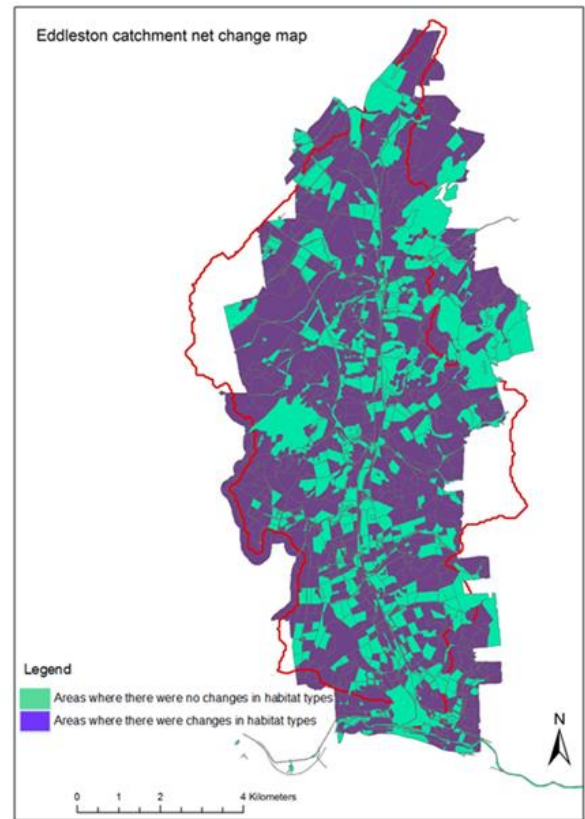 Eddleston catchment net change map
Legend
Areas where there were no changes in habitat types
Areas where there were changes in habitat types
N
0 1 2 4 Kilometers